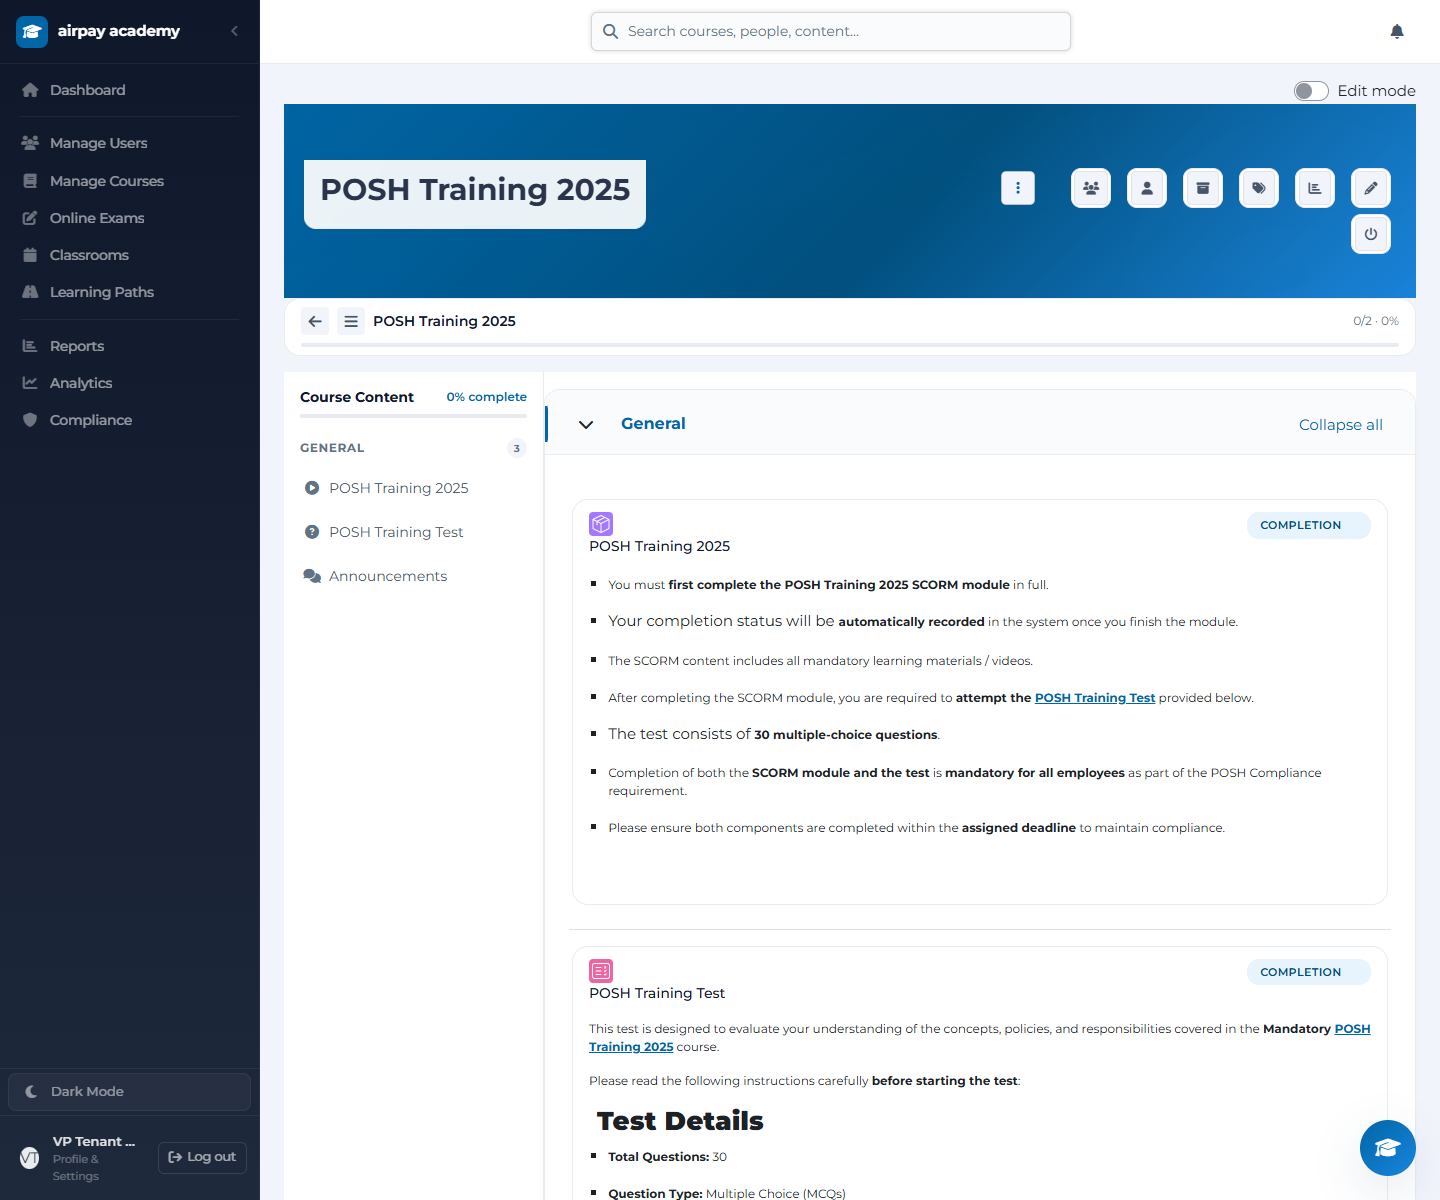 airpay academy
Search courses, people, content...
Dashboard
Manage Users
Manage Courses
Online Exams
Classrooms
Learning Paths
Reports
Analytics
Compliance
Dark Mode
VP Tenant ...
Profile & Settings
VT
Log out
Edit mode
POSH Training 2025
POSH Training 2025
0/2 · 0%
Course Content
0% complete
GENERAL
3
POSH Training 2025
POSH Training Test
Announcements
General
Collapse all
POSH Training 2025
COMPLETION
You must first complete the POSH Training 2025 SCORM module in full.
Your completion status will be automatically recorded in the system once you finish the module.
The SCORM content includes all mandatory learning materials / videos.
After completing the SCORM module, you are required to attempt the POSH Training Test provided below.
The test consists of 30 multiple-choice questions.
Completion of both the SCORM module and the test is mandatory for all employees as part of the POSH Compliance
requirement.
Please ensure both components are completed within the assigned deadline to maintain compliance.
POSH Training Test
COMPLETION
This test is designed to evaluate your understanding of the concepts, policies, and responsibilities covered in the Mandatory POSH
Training 2025 course.
Please read the following instructions carefully before starting the test:
Test Details
Total Questions: 30
Question Type: Multiple Choice (MCQs)